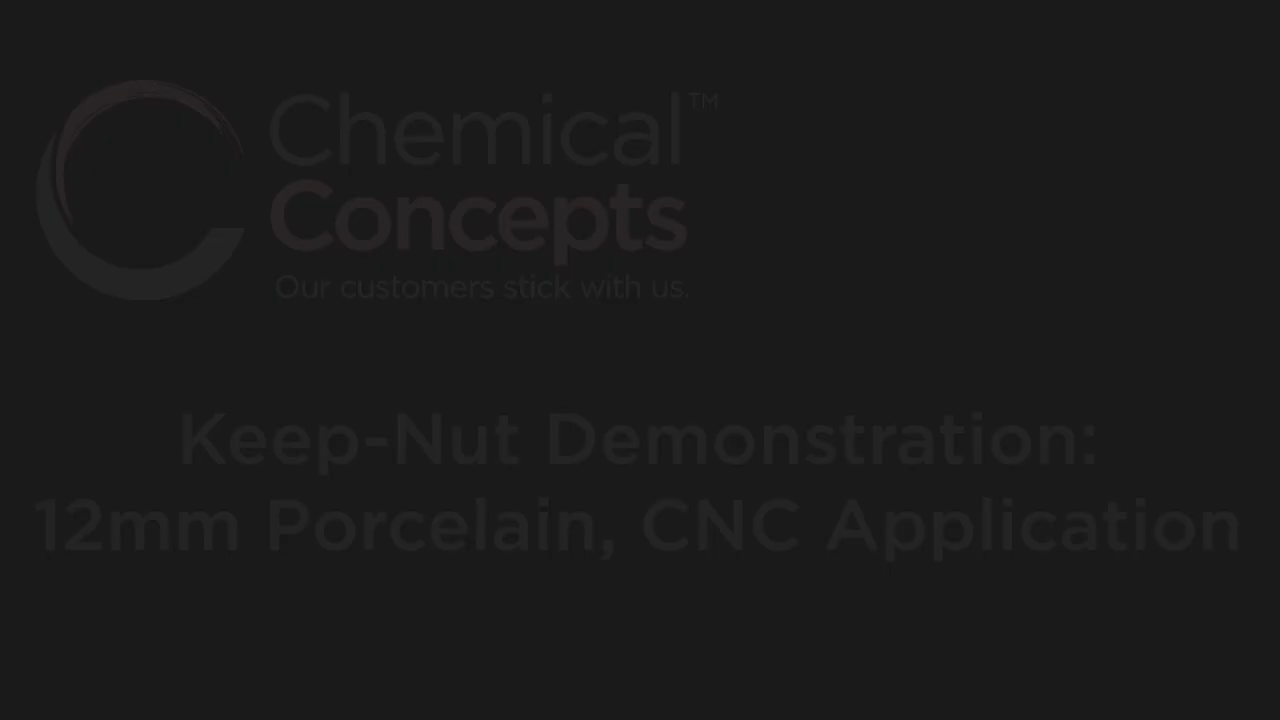 Chemical™
Concepts
Our customers stick with us.
Keep-Nut Demonstration:
12mm Porcelain, CNC Application